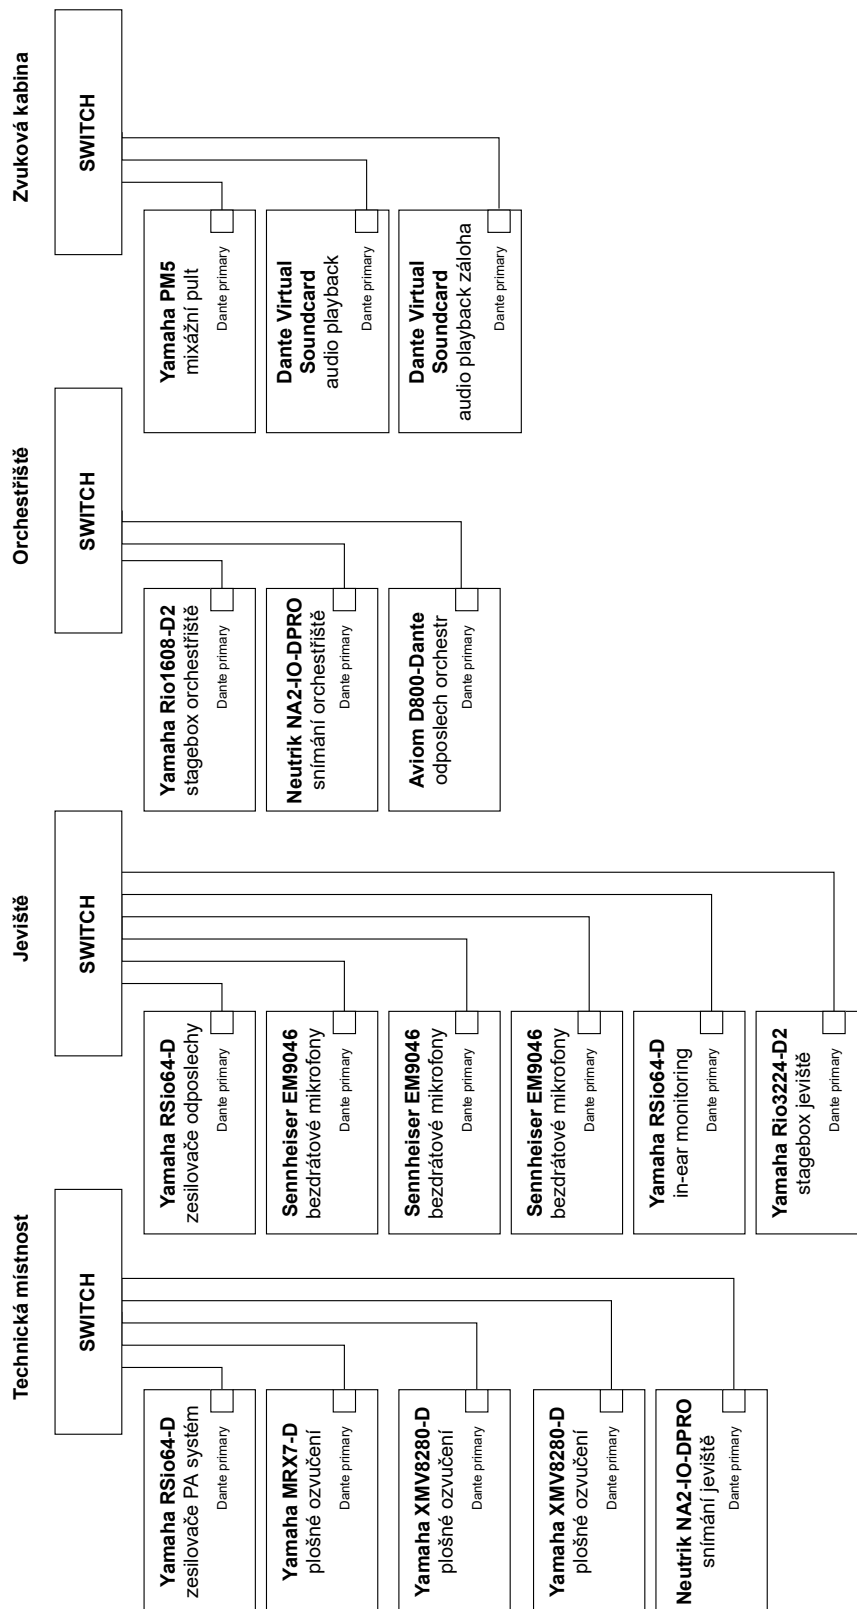 Technická místnost
SWITCH
Yamaha RSio64-D
zesilovače PA systém
Dante primary
Yamaha MRX7-D
plošné ozvučení
Dante primary
Yamaha XMV8280-D
plošné ozvučení
Dante primary
Yamaha XMV8280-D
plošné ozvučení
Dante primary
Neutrik NA2-IO-DPRO
snímání jeviště
Dante primary
Jeviště
SWITCH
Yamaha RSio64-D
zesilovače odposlechy
Dante primary
Sennheiser EM9046
bezdrátové mikrofony
Dante primary
Sennheiser EM9046
bezdrátové mikrofony
Dante primary
Sennheiser EM9046
bezdrátové mikrofony
Dante primary
Yamaha RSio64-D
in-ear monitoring
Dante primary
Yamaha Rio3224-D2
stagebox jeviště
Dante primary
Orchestřiště
SWITCH
Yamaha Rio1608-D2
stagebox orchestřiště
Dante primary
Neutrik NA2-IO-DPRO
snímání orchestřiště
Dante primary
Aviom D800-Dante
odposlech orchestr
Dante primary
Zvuková kabina
SWITCH
Yamaha PM5
mixážní pult
Dante primary
Dante Virtual
Soundcard
audio playback
Dante primary
Dante Virtual
Soundcard
audio playback záloha
Dante primary